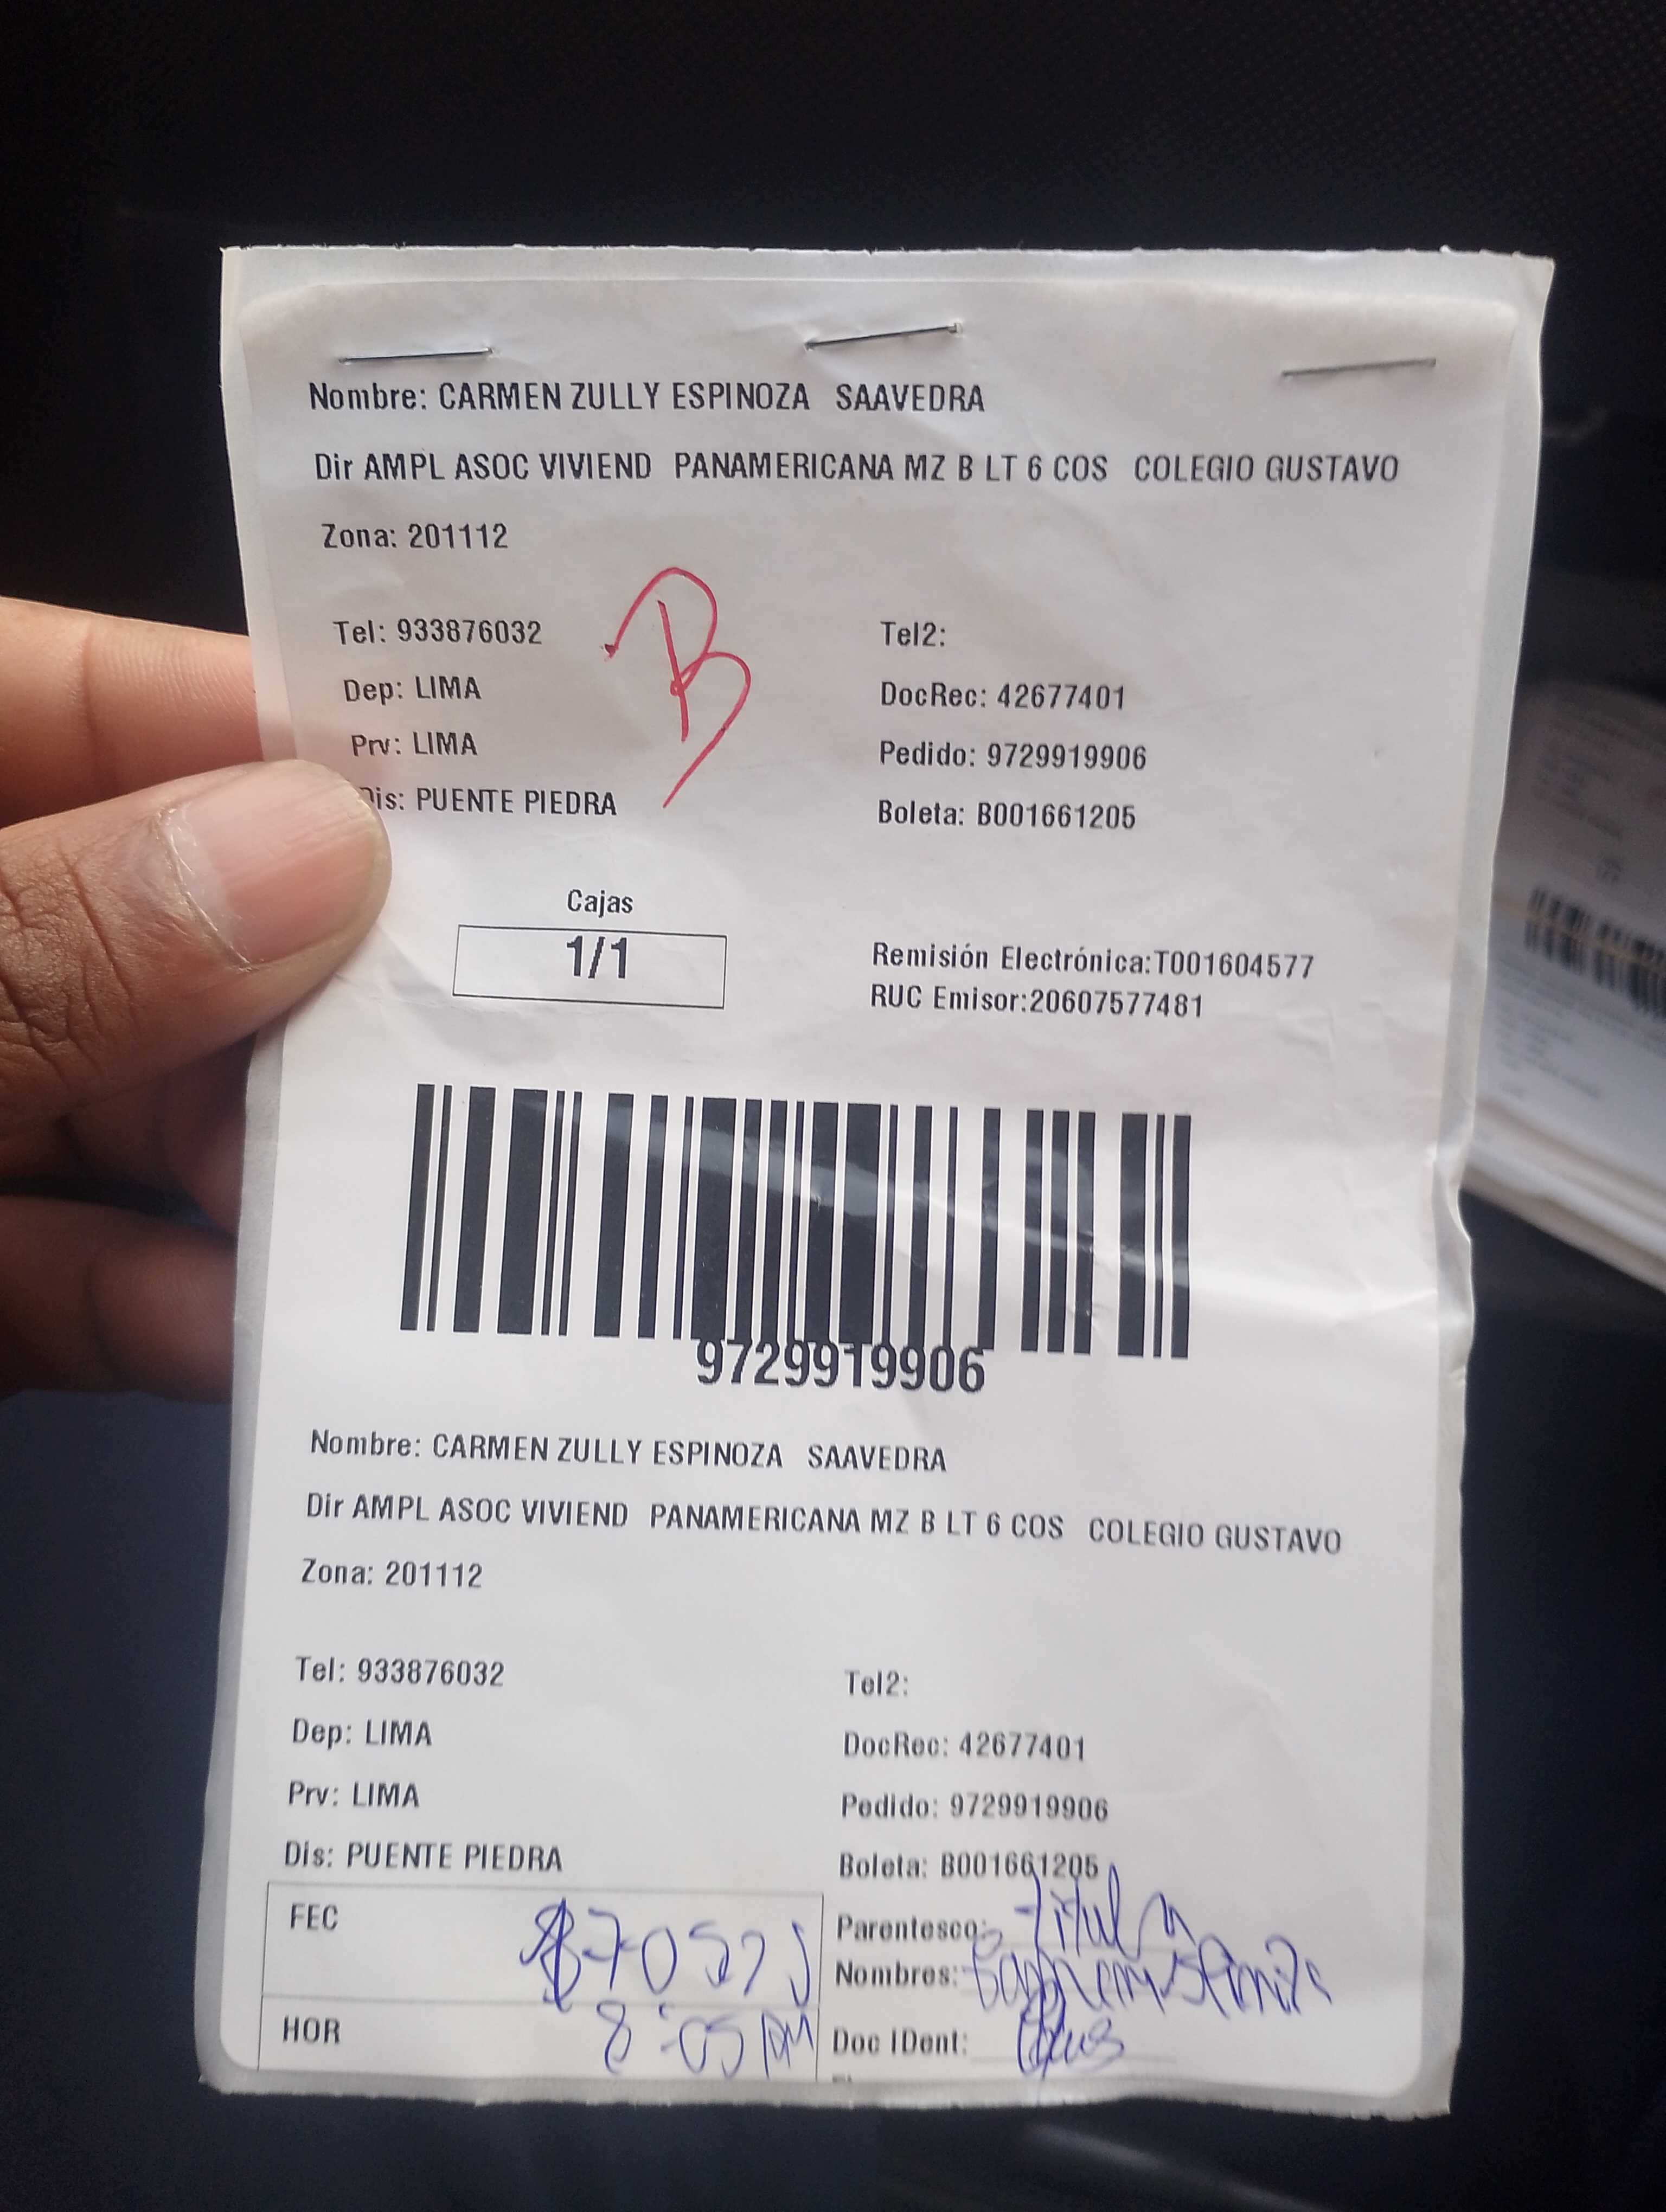 Nombre: CARMEN ZULLY ESPINOZA SAAVEDRA
Dir AMPL ASOC VIVIEND PANAMERICANA MZ B LT 6 COS COLEGIO GUSTAVO
Zona: 201112
B
Tel: 933876032 Tel2:
Dep: LIMA DocRec: 42677401
Prv: LIMA Pedido: 9729919906
Dis: PUENTE PIEDRA Boleta: B001661205
Cajas
1/1
Remisión Electrónica:T001604577
RUC Emisor:20607577481
9729919906
Nombre: CARMEN ZULLY ESPINOZA SAAVEDRA
Dir AMPL ASOC VIVIEND PANAMERICANA MZ B LT 6 COS COLEGIO GUSTAVO
Zona: 201112
Tel: 933876032 Tel2:
Dep: LIMA DocRec: 42677401
Prv: LIMA Pedido: 9729919906
Dis: PUENTE PIEDRA Boleta: B001661205
FEC Parentesco:
Nombres:
HOR 8:05 PM Doc IDent: